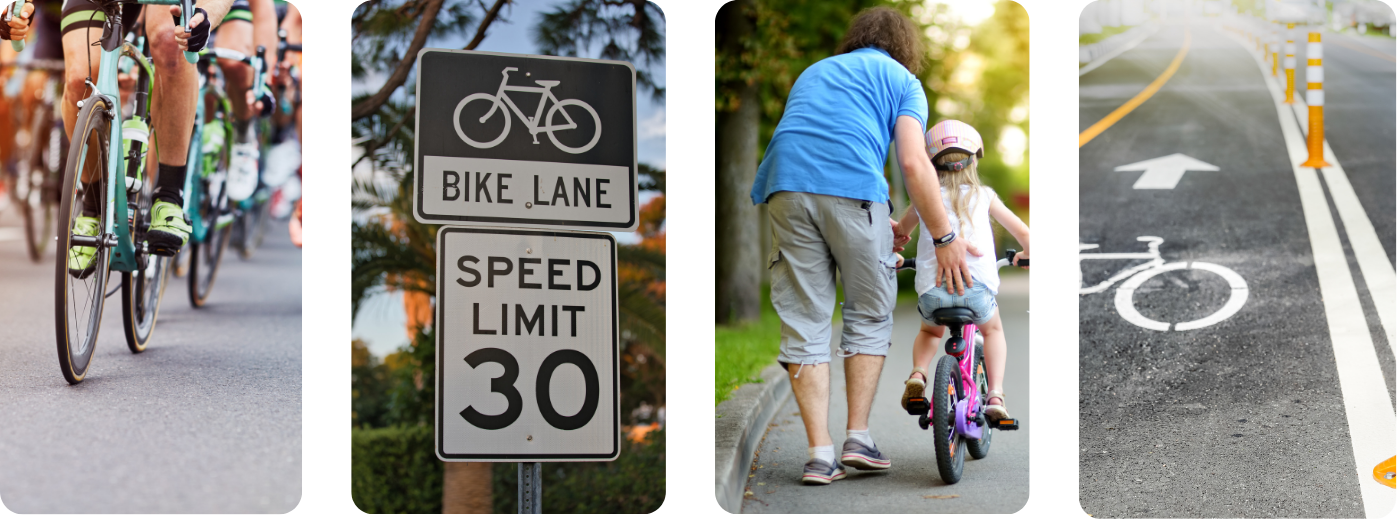 BIKE LANE
SPEED
LIMIT
30